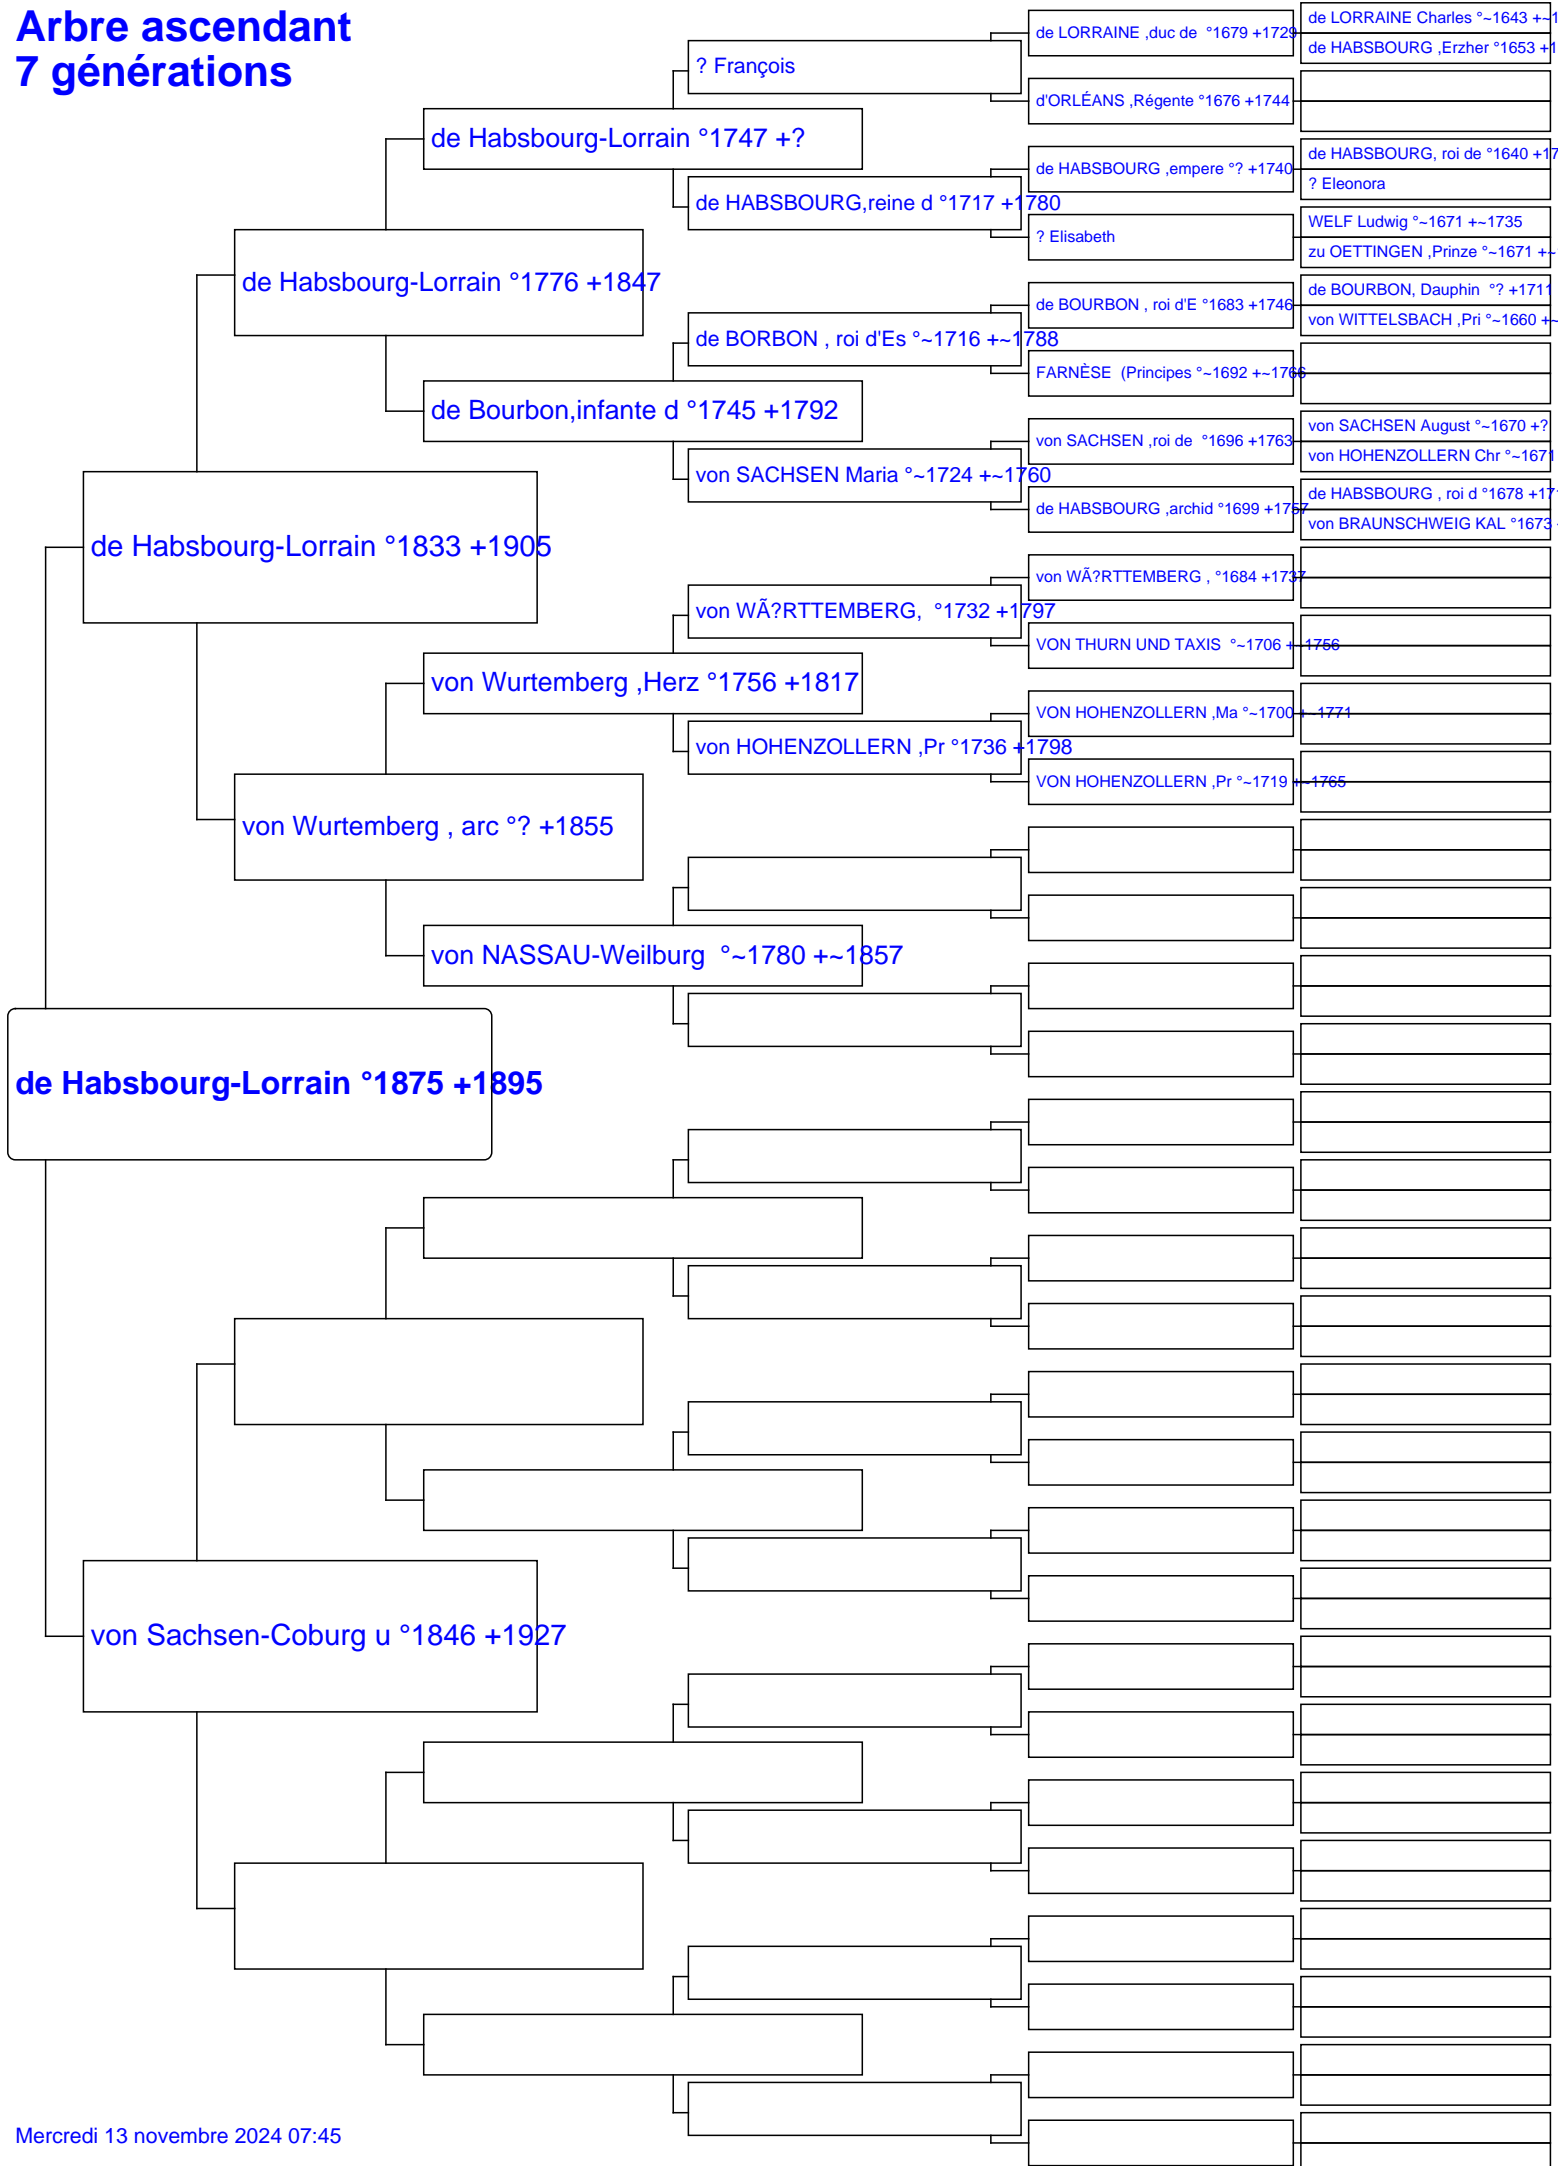 Arbre ascendant
7 générations
de LORRAINE ,duc de °1679 +1729
de LORRAINE Charles °~1643 +~1
de HABSBOURG ,Erzher °1653 +1
? François
d'ORLÉANS ,Régente °1676 +1744
de Habsbourg-Lorrain °1747 +?
de HABSBOURG ,empere °? +1740
de HABSBOURG, roi de °1640 +17
? Eleonora
de HABSBOURG,reine d °1717 +1780
? Elisabeth
WELF Ludwig °~1671 +~1735
zu OETTINGEN ,Prinze °~1671 +~
de Habsbourg-Lorrain °1776 +1847
de BOURBON , roi d'E °1683 +1746
de BOURBON, Dauphin °? +1711
von WITTELSBACH ,Pri °~1660 +~
de BORBON , roi d'Es °~1716 +~1788
FARNÈSE (Principes °~1692 +~1766
de Bourbon,infante d °1745 +1792
von SACHSEN ,roi de °1696 +1763
von SACHSEN August °~1670 +?
von HOHENZOLLERN Chr °~1671
von SACHSEN Maria °~1724 +~1760
de HABSBOURG ,archid °1699 +1757
de HABSBOURG , roi d °1678 +171
von BRAUNSCHWEIG KAL °1673
de Habsbourg-Lorrain °1833 +1905
von WÃ?RTTEMBERG , °1684 +1737
von WÃ?RTTEMBERG, °1732 +1797
VON THURN UND TAXIS °~1706 +~1756
von Wurtemberg ,Herz °1756 +1817
VON HOHENZOLLERN ,Ma °~1700 +~1771
von HOHENZOLLERN ,Pr °1736 +1798
VON HOHENZOLLERN ,Pr °~1719 +~1765
von Wurtemberg , arc °? +1855
von NASSAU-Weilburg °~1780 +~1857
de Habsbourg-Lorrain °1875 +1895
von Sachsen-Coburg u °1846 +1927
Mercredi 13 novembre 2024 07:45